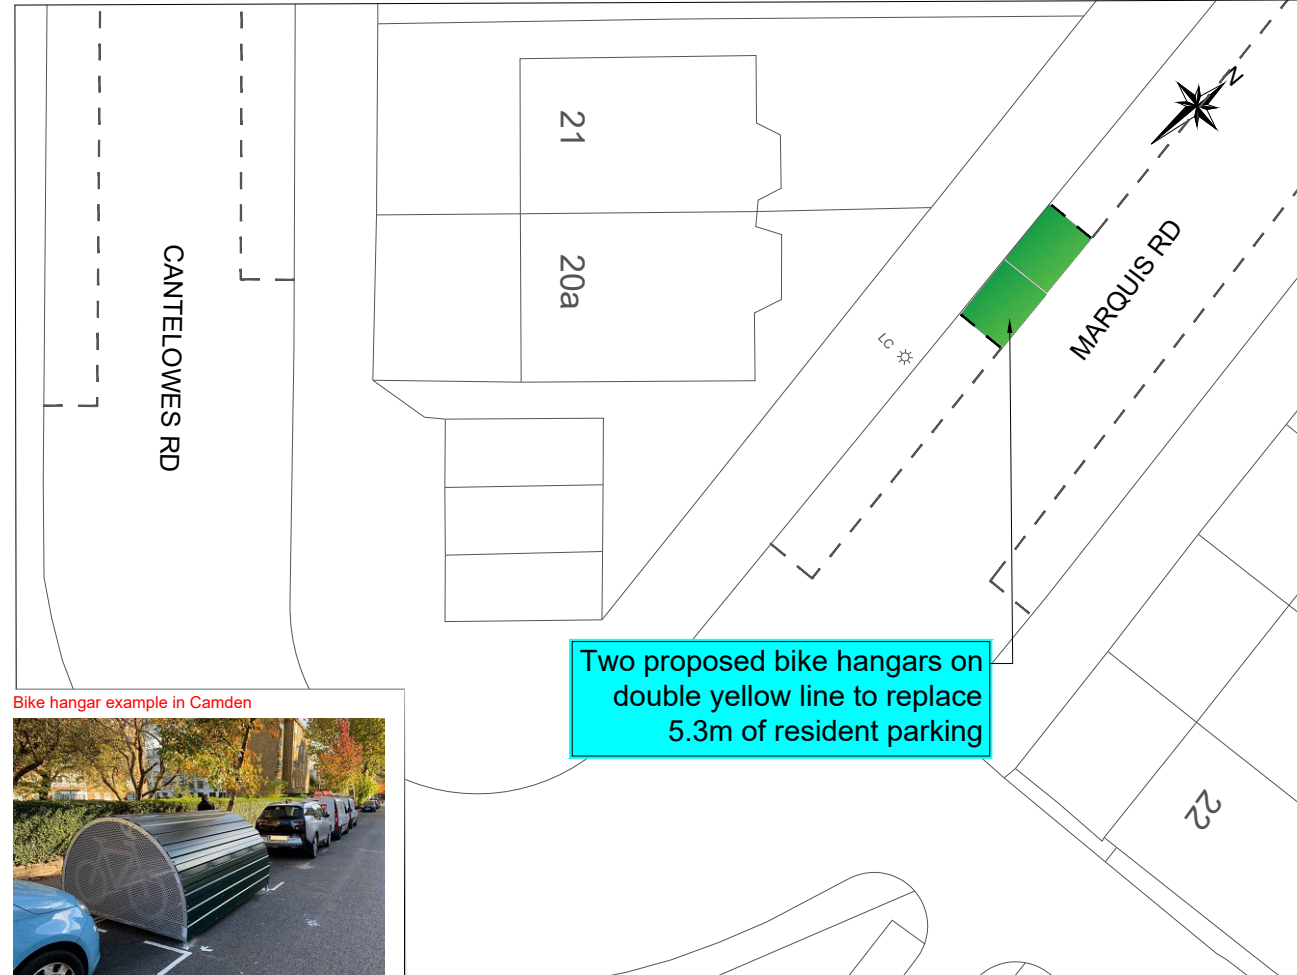 21
N
20a
CANTELOWES RD
MARQUIS RD
LC
Two proposed bike hangars on
double yellow line to replace
5.3m of resident parking
Bike hangar example in Camden
22